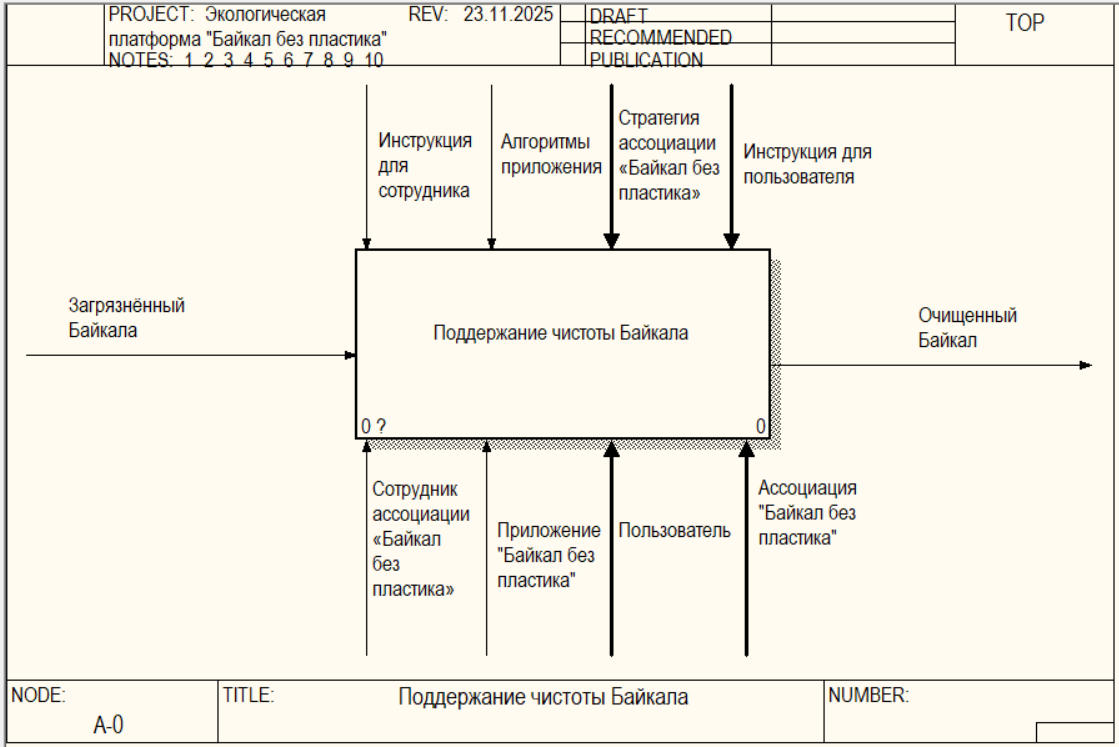 PROJECT: Экологическая
платформа "Байкал без пластика"
NOTES: 1 2 3 4 5 6 7 8 9 10
REV: 23.11.2025
DRAFT
RECOMMENDED
PUBLICATION
TOP
Инструкция
для
сотрудника
Алгоритмы
приложения
Стратегия
ассоциации
«Байкал без
пластика»
Инструкция для
пользователя
Загрязнённый
Байкала
Поддержание чистоты Байкала
0 ?
0
Очищенный
Байкал
Сотрудник
ассоциации
«Байкал
без
пластика»
Приложение
"Байкал без
пластика"
Пользователь
Ассоциация
"Байкал без
пластика"
NODE:
A-0
TITLE:
Поддержание чистоты Байкала
NUMBER: